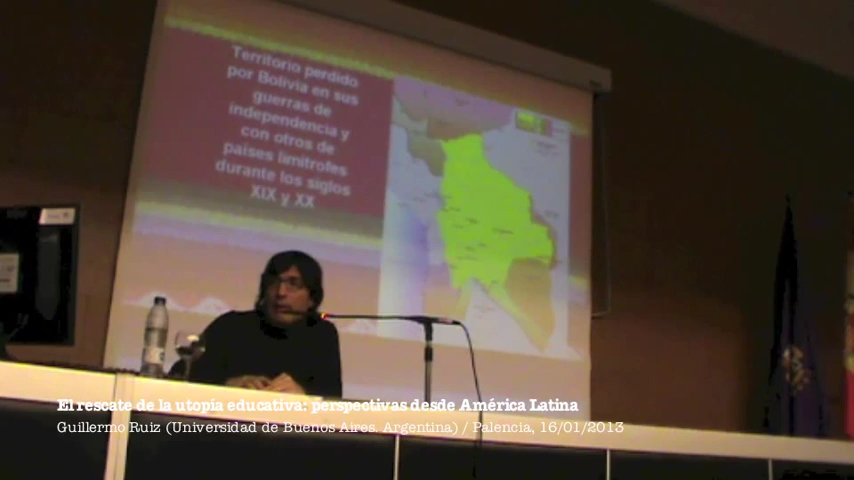 Territorio perdido
por Bolivia en sus
guerras de
independencia y
con otros de
países limítrofes
durante los siglos
XIX y XX
El rescate de la utopía educativa: perspectivas desde América Latina
Guillermo Ruiz (Universidad de Buenos Aires. Argentina) / Palencia, 16/01/2013